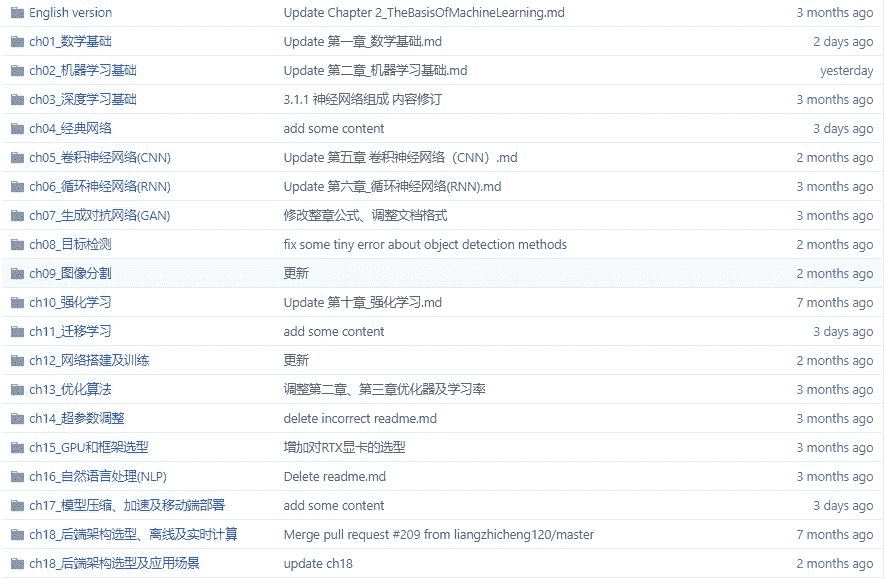 English version Update Chapter 2_TheBasisOfMachineLearning.md 3 months ago
ch01_数学基础 Update 第一章_数学基础.md 2 days ago
ch02_机器学习基础 Update 第二章_机器学习基础.md yesterday
ch03_深度学习基础 3.1.1 神经网络组成 内容修订 3 months ago
ch04_经典网络 add some content 3 days ago
ch05_卷积神经网络(CNN) Update 第五章 卷积神经网络（CNN）.md 2 months ago
ch06_循环神经网络(RNN) Update 第六章_循环神经网络(RNN).md 3 months ago
ch07_生成对抗网络(GAN) 修改整章公式、调整文档格式 3 months ago
ch08_目标检测 fix some tiny error about object detection methods 2 months ago
ch09_图像分割 更新 2 months ago
ch10_强化学习 Update 第十章_强化学习.md 7 months ago
ch11_迁移学习 add some content 3 days ago
ch12_网络搭建及训练 更新 2 months ago
ch13_优化算法 调整第二章、第三章优化器及学习率 3 months ago
ch14_超参数调整 delete incorrect readme.md 3 months ago
ch15_GPU和框架选型 增加对RTX显卡的选型 3 months ago
ch16_自然语言处理(NLP) Delete readme.md 3 months ago
ch17_模型压缩、加速及移动端部署 add some content 3 days ago
ch18_后端架构选型、离线及实时计算 Merge pull request #209 from liangzhicheng120/master 7 months ago
ch18_后端架构选型及应用场景 update ch18 2 months ago